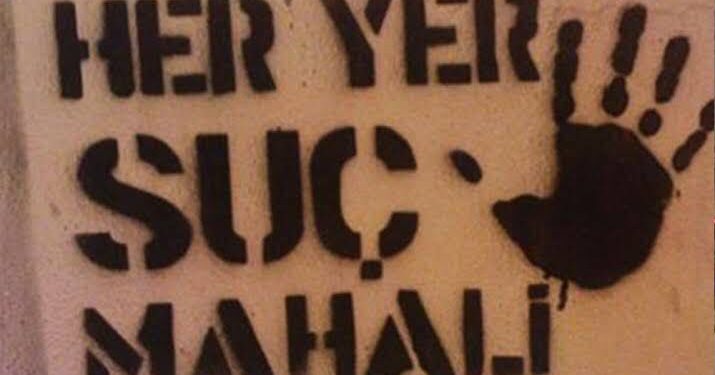 HER YER
SUÇ
MAHALİ